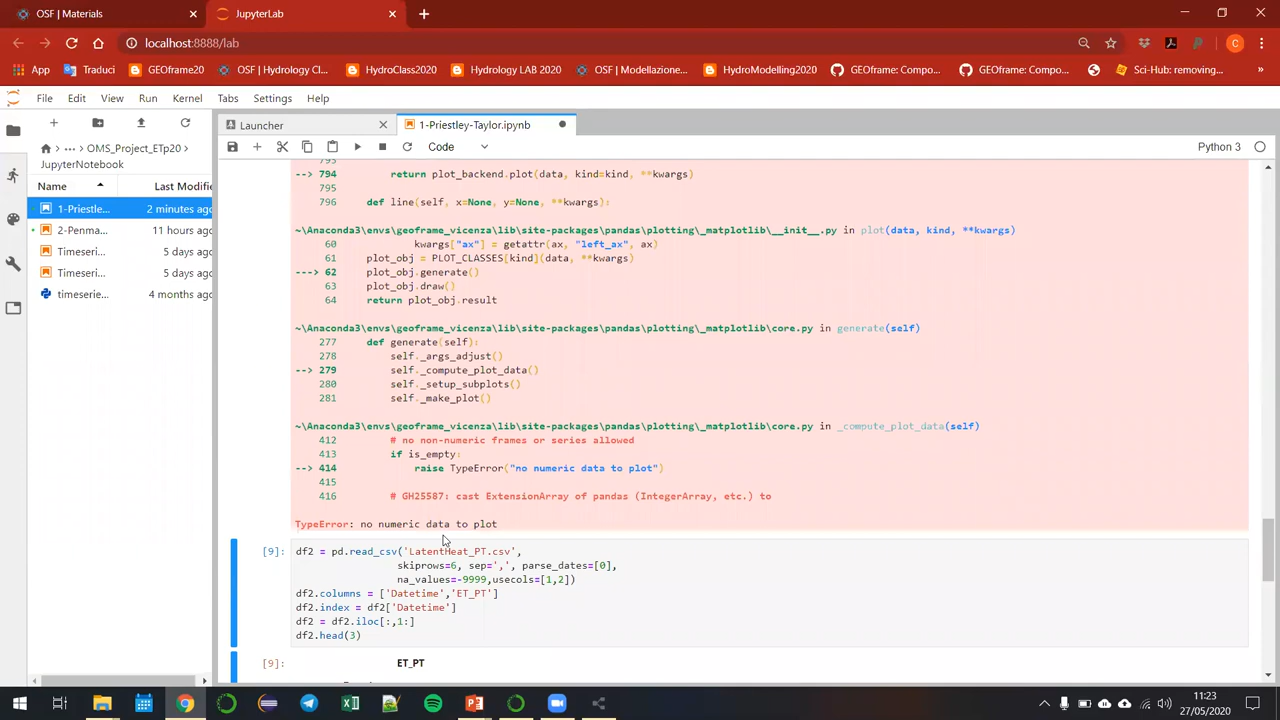 OSF | Materials
JupyterLab
localhost:8888/lab
App
Traduci
GEOframe20
OSF | Hydrology Cl...
HydroClass2020
Hydrology LAB 2020
OSF | Modellazione...
HydroModelling2020
GEOframe: Compo...
GEOframe: Compo...
Sci-Hub: removing...
File Edit View Run Kernel Tabs Settings Help
Launcher
1-Priestley-Taylor.ipynb
Code
Python 3
... OMS_Project_ETp20
JupyterNotebook
Name Last Modifie
1-Priestle... 2 minutes ago
2-Penma... 11 hours ago
Timeseri... 5 days ago
Timeseri... 5 days ago
timeserie... 4 months ago
793
--> 794 return plot_backend.plot(data, kind=kind, **kwargs)
795
796 def line(self, x=None, y=None, **kwargs):
~\Anaconda3\envs\geoframe_vicenza\lib\site-packages\pandas\plotting\_matplotlib\__init__.py in plot(data, kind, **kwargs)
60 kwargs["ax"] = getattr(ax, "left_ax", ax)
61 plot_obj = PLOT_CLASSES[kind](data, **kwargs)
---> 62 plot_obj.generate()
63 plot_obj.draw()
64 return plot_obj.result
~\Anaconda3\envs\geoframe_vicenza\lib\site-packages\pandas\plotting\_matplotlib\core.py in generate(self)
277 def generate(self):
278 self._args_adjust()
--> 279 self._compute_plot_data()
280 self._setup_subplots()
281 self._make_plot()
~\Anaconda3\envs\geoframe_vicenza\lib\site-packages\pandas\plotting\_matplotlib\core.py in _compute_plot_data(self)
412 # no non-numeric frames or series allowed
413 if is_empty:
--> 414 raise TypeError("no numeric data to plot")
415
416 # GH25587: cast ExtensionArray of pandas (IntegerArray, etc.) to
TypeError: no numeric data to plot
[9]: df2 = pd.read_csv('LatentHeat_PT.csv',
skiprows=6, sep=',', parse_dates=[0],
na_values=-9999,usecols=[1,2])
df2.columns = ['Datetime','ET_PT']
df2.index = df2['Datetime']
df2 = df2.iloc[:,1:]
df2.head(3)
[9]: ET_PT
11:23
27/05/2020